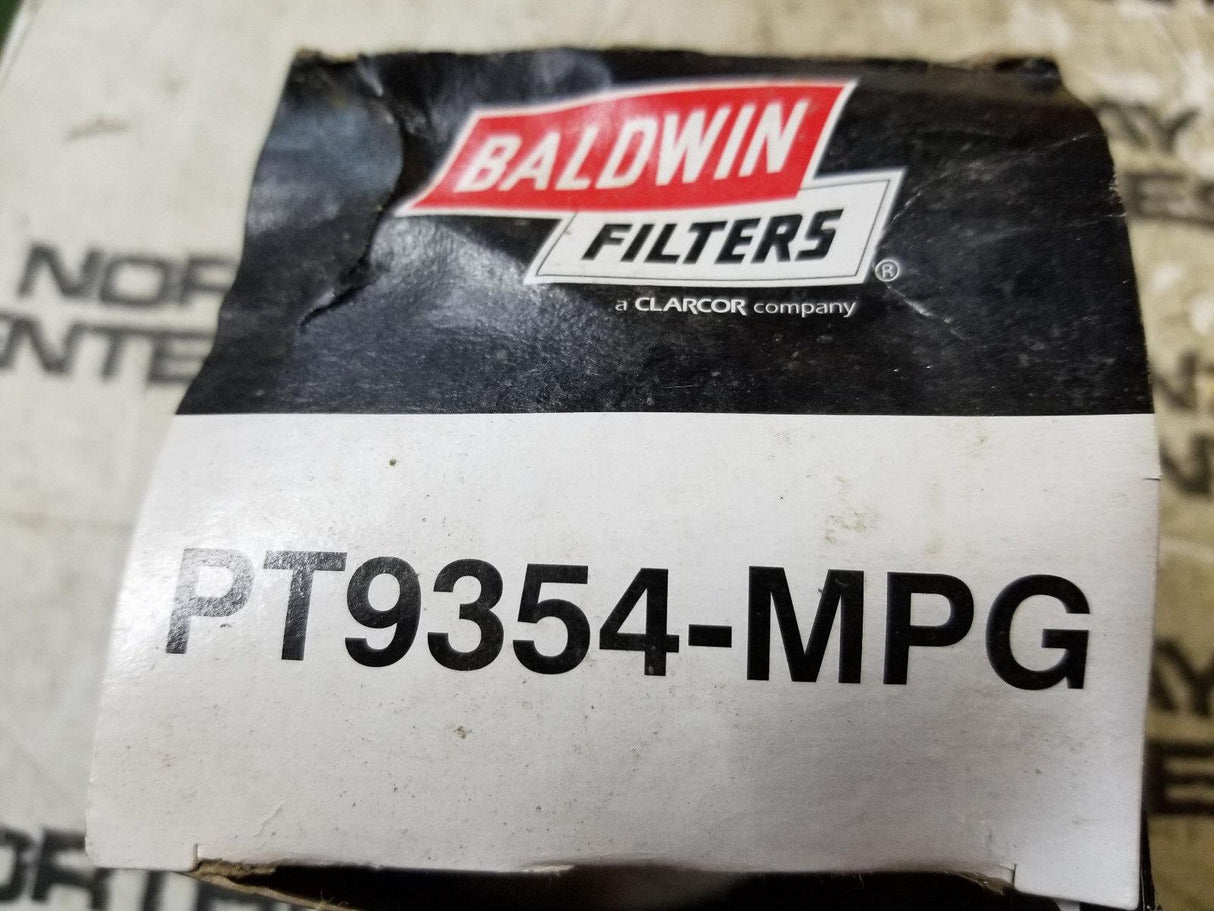 BALDWIN
FILTERS
®
a CLARCOR company
PT9354-MPG